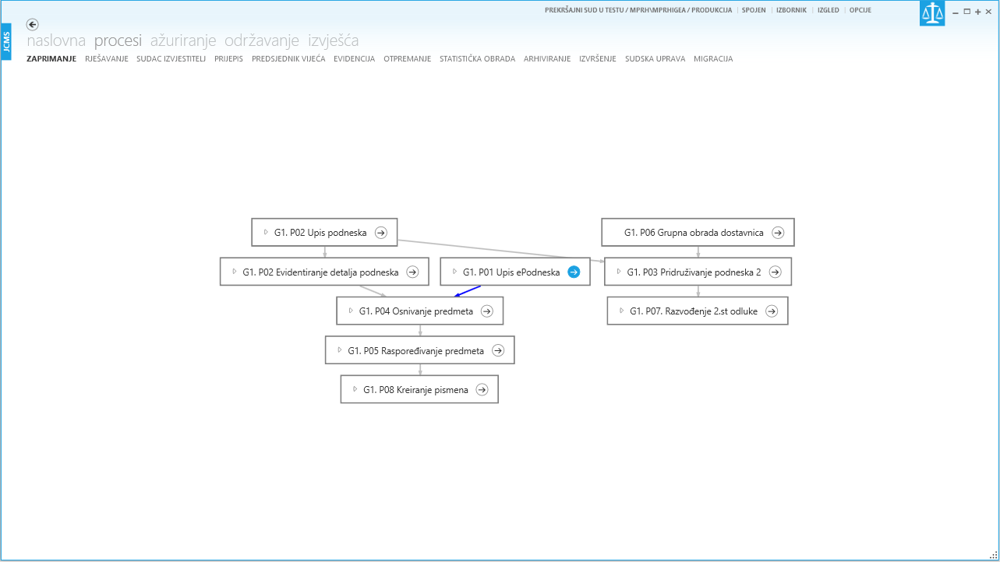 PREKRŠAJNI SUD U TESTU / MPRH\MPRHIGEA / PRODUKCIJA | SPOJEN | IZBORNIK | IZGLED | OPCIJE
JCMS
naslovna procesi ažuriranje održavanje izvješća
ZAPRIMANJE RJEŠAVANJE SUDAC IZVJESTITELJ PRIJEPIS PREDSJEDNIK VIJEĆA EVIDENCIJA OTPREMANJE STATISTIČKA OBRADA ARHIVIRANJE IZVRŠENJE SUDSKA UPRAVA MIGRACIJA
G1. P02 Upis podneska
G1. P06 Grupna obrada dostavnica
G1. P02 Evidentiranje detalja podneska
G1. P01 Upis ePodneska
G1. P03 Pridruživanje podneska 2
G1. P04 Osnivanje predmeta
G1. P07. Razvođenje 2.st odluke
G1. P05 Raspoređivanje predmeta
G1. P08 Kreiranje pismena